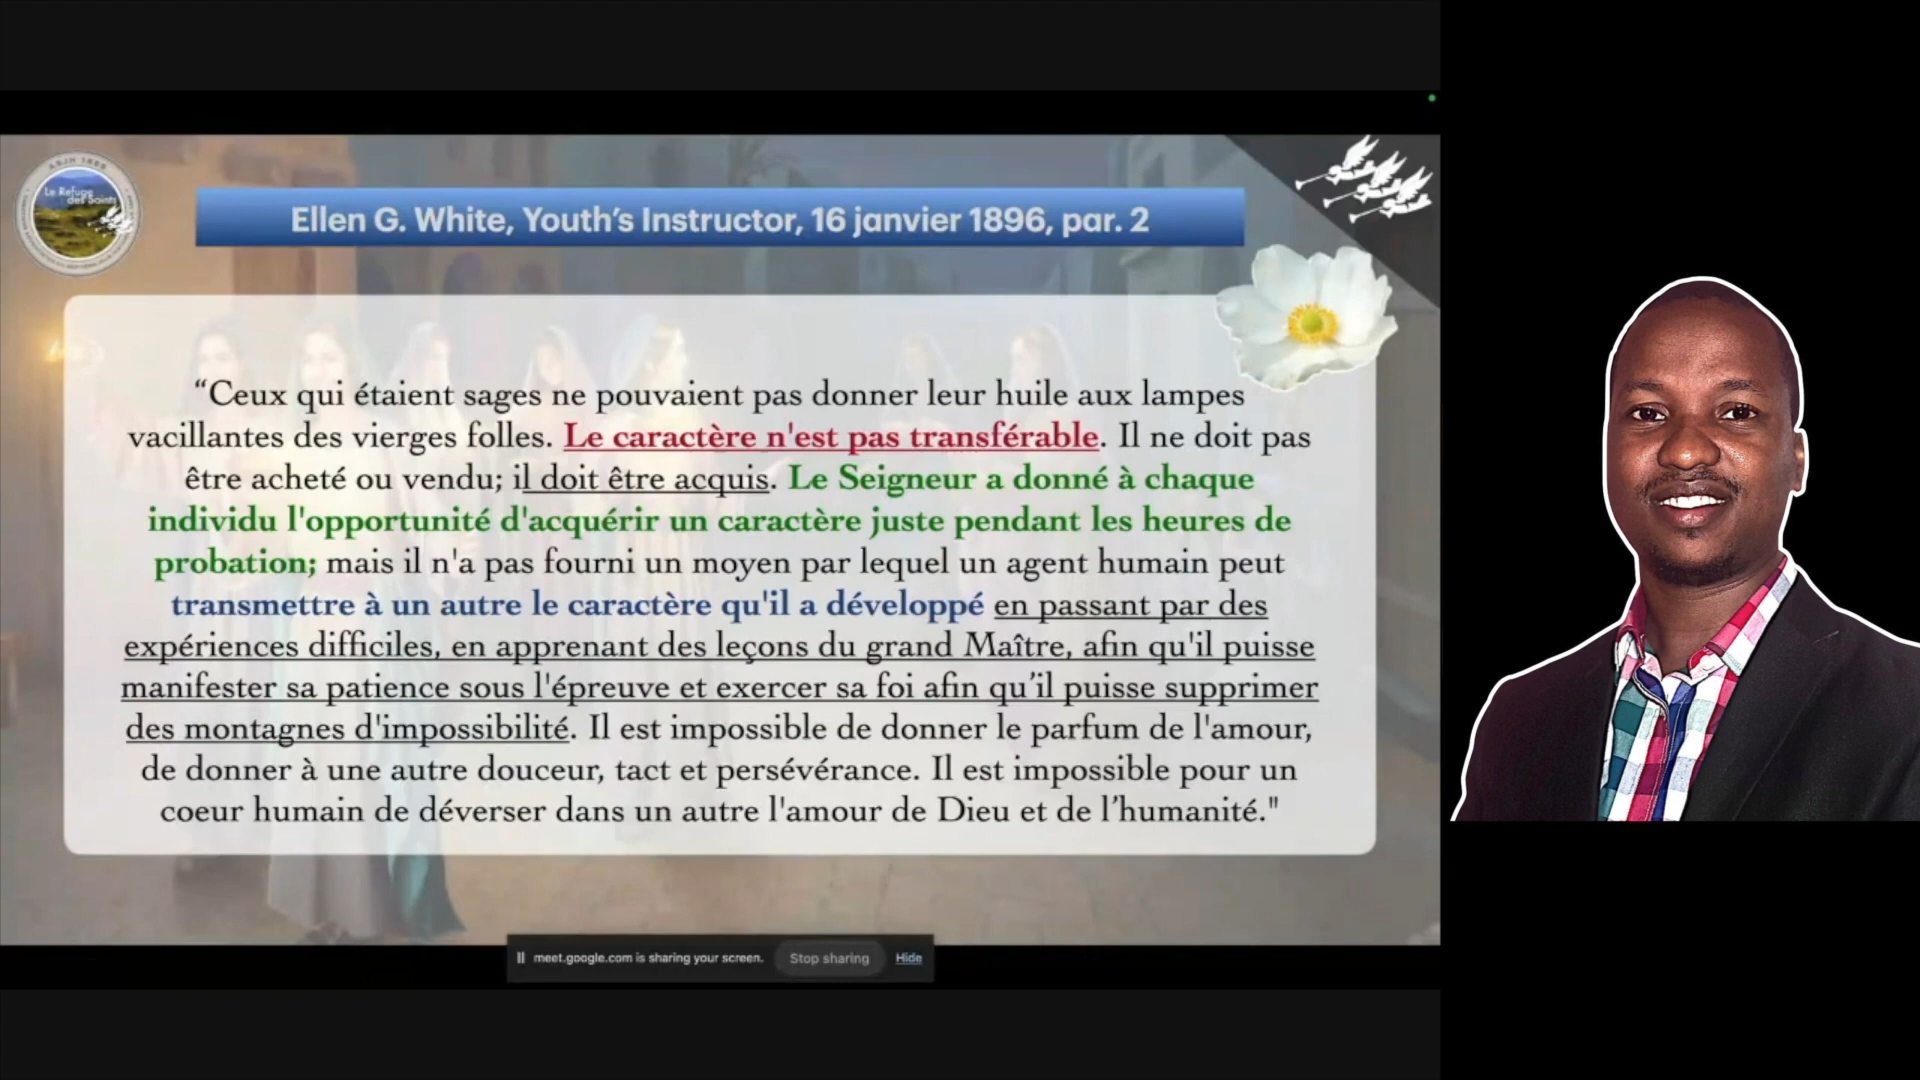 ASJH 1888
Le Refuge
des Saints
Ellen G. White, Youth’s Instructor, 16 janvier 1896, par. 2
“Ceux qui étaient sages ne pouvaient pas donner leur huile aux lampes
vacillantes des vierges folles. Le caractère n'est pas transférable. Il ne doit pas
être acheté ou vendu; il doit être acquis. Le Seigneur a donné à chaque
individu l'opportunité d'acquérir un caractère juste pendant les heures de
probation; mais il n'a pas fourni un moyen par lequel un agent humain peut
transmettre à un autre le caractère qu'il a développé en passant par des
expériences difficiles, en apprenant des leçons du grand Maître, afin qu'il puisse
manifester sa patience sous l'épreuve et exercer sa foi afin qu’il puisse supprimer
des montagnes d'impossibilité. Il est impossible de donner le parfum de l'amour,
de donner à une autre douceur, tact et persévérance. Il est impossible pour un
coeur humain de déverser dans un autre l'amour de Dieu et de l’humanité."
meet.google.com is sharing your screen. Stop sharing Hide